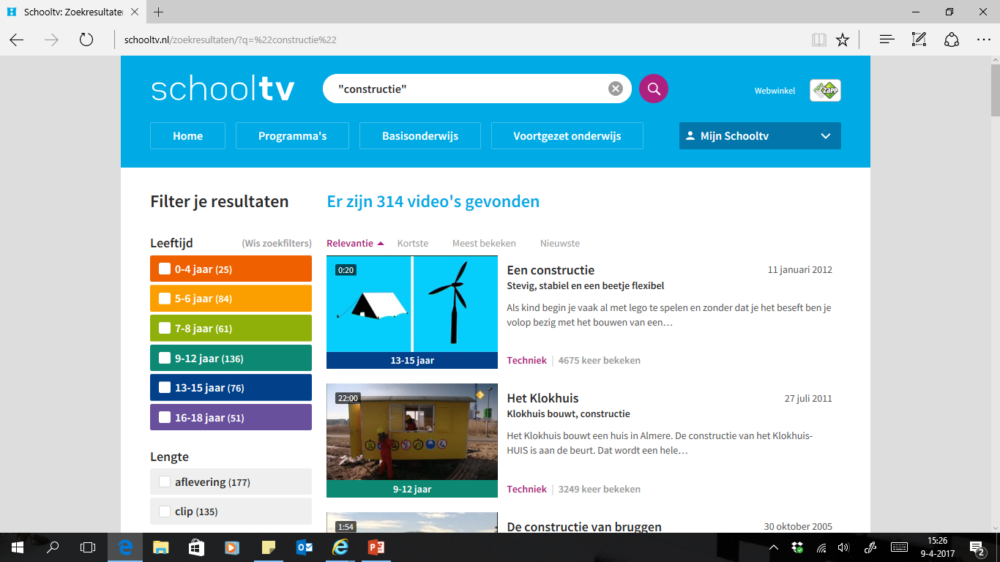 Schooltv: Zoekresultaten
schooltv.nl/zoekresultaten/?q=%22constructie%22
schooltv
"constructie"
Webwinkel
zapp
Home
Programma's
Basisonderwijs
Voortgezet onderwijs
Mijn Schooltv
Filter je resultaten
Er zijn 314 video's gevonden
Leeftijd
(Wis zoekfilters)
Relevantie
Kortste
Meest bekeken
Nieuwste
0-4 jaar (25)
5-6 jaar (84)
7-8 jaar (61)
9-12 jaar (136)
13-15 jaar (76)
16-18 jaar (51)
Lengte
aflevering (177)
clip (135)
0:20
13-15 jaar
Een constructie
11 januari 2012
Stevig, stabiel en een beetje flexibel
Als kind begin je vaak al met lego te spelen en zonder dat je het beseft ben je
volop bezig met het bouwen van een…
Techniek | 4675 keer bekeken
22:00
9-12 jaar
Het Klokhuis
27 juli 2011
Klokhuis bouwt, constructie
Het Klokhuis bouwt een huis in Almere. De constructie van het Klokhuis-
HUIS is aan de beurt. Dat wordt een hele…
Techniek | 3249 keer bekeken
1:54
De constructie van bruggen
30 oktober 2005
15:26
9-4-2017
2